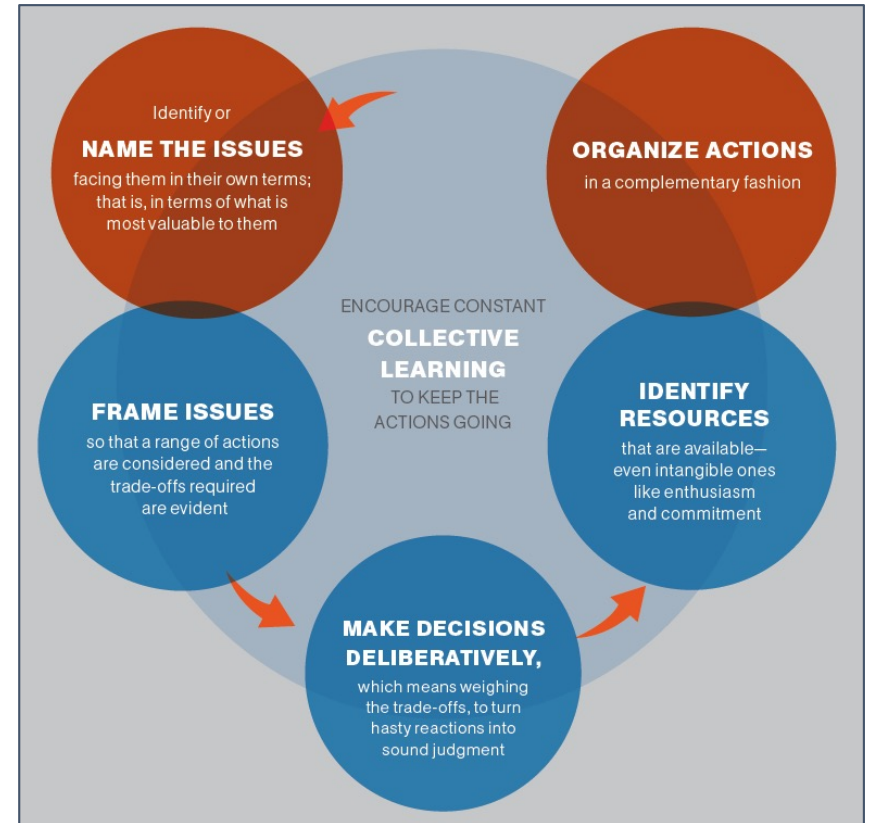 Identify or
NAME THE ISSUES
facing them in their own terms;
that is, in terms of what is
most valuable to them
FRAME ISSUES
so that a range of actions
are considered and the
trade-offs required
are evident
MAKE DECISIONS
DELIBERATIVELY,
which means weighing
the trade-offs, to turn
hasty reactions into
sound judgment
IDENTIFY
RESOURCES
that are available—
even intangible ones
like enthusiasm
and commitment
ORGANIZE ACTIONS
in a complementary fashion
ENCOURAGE CONSTANT
COLLECTIVE
LEARNING
TO KEEP THE
ACTIONS GOING